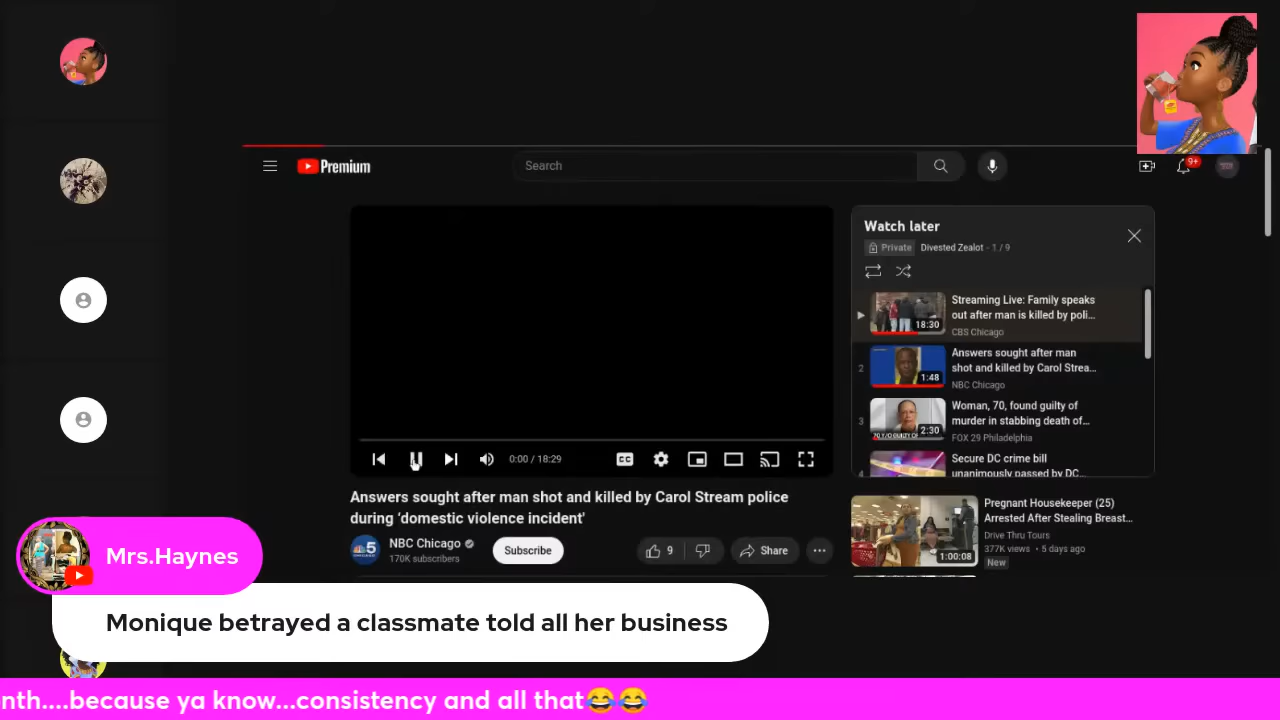 Premium
Search
9+
Watch later
Private Divested Zealot - 1 / 9
Streaming Live: Family speaks
out after man is killed by poli...
CBS Chicago
18:30
2
Answers sought after man
shot and killed by Carol Strea...
NBC Chicago
1:48
3
Woman, 70, found guilty of
murder in stabbing death of...
FOX 29 Philadelphia
2:30
4
Secure DC crime bill
unanimously passed by DC...
0:00 / 18:29
CC
Answers sought after man shot and killed by Carol Stream police
during ‘domestic violence incident'
NBC Chicago
170K subscribers
Subscribe
9
Share
Pregnant Housekeeper (25)
Arrested After Stealing Breast...
Drive Thru Tours
377K views • 5 days ago
New
1:00:08
Mrs.Haynes
Monique betrayed a classmate told all her business
nth....because ya know...consistency and all that😂😂